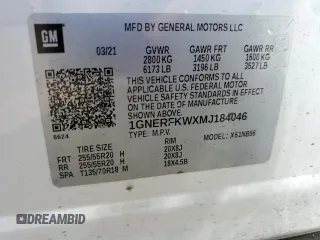 GM
MFD BY GENERAL MOTORS LLC
03/21 GVWR GAWR FRT GAWR RR
2800 KG 1450 KG 1600 KG
6173 LB 3196 LB 3527 LB
THIS VEHICLE CONFORMS TO ALL
APPLICABLE U.S. FEDERAL MOTOR
VEHICLE SAFETY
STANDARDS IN EFFECT ON THE DATE OF
MANUFACTURE SHOWN ABOVE.
1GNERFKWXMJ184046
TYPE: M.P.V. MODEL: X61NB56
6624
TIRE SIZE RIM
FRT 255/55R20 H 20X8J
RR 255/55R20 H 20X8J
SPA T135/70R18 M 18X4.5B
AutoBidMaster